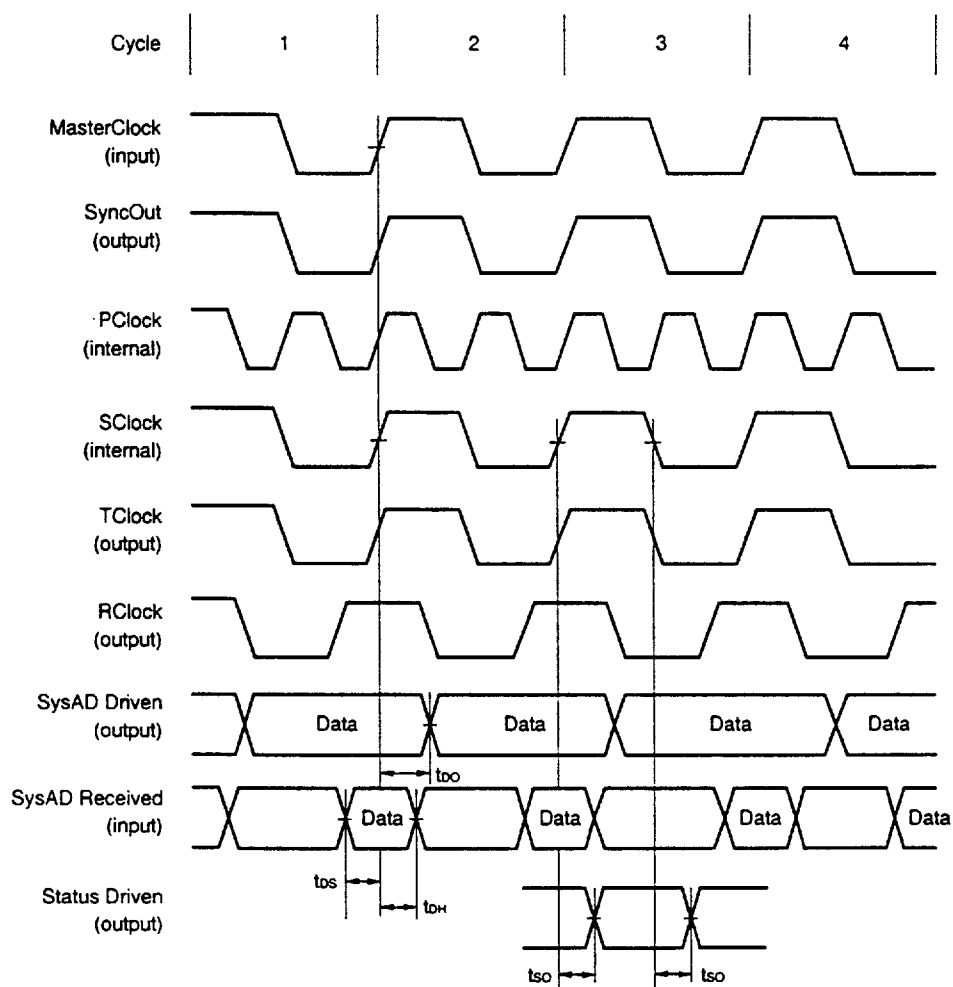 Cycle 1 2 3 4
MasterClock
(input)
SyncOut
(output)
PClock
(internal)
SClock
(internal)
TClock
(output)
RClock
(output)
SysAD Driven
(output)
Data Data Data Data
tDO
SysAD Received
(input)
Data Data Data Data
tDS
tDH
Status Driven
(output)
tSO tSO